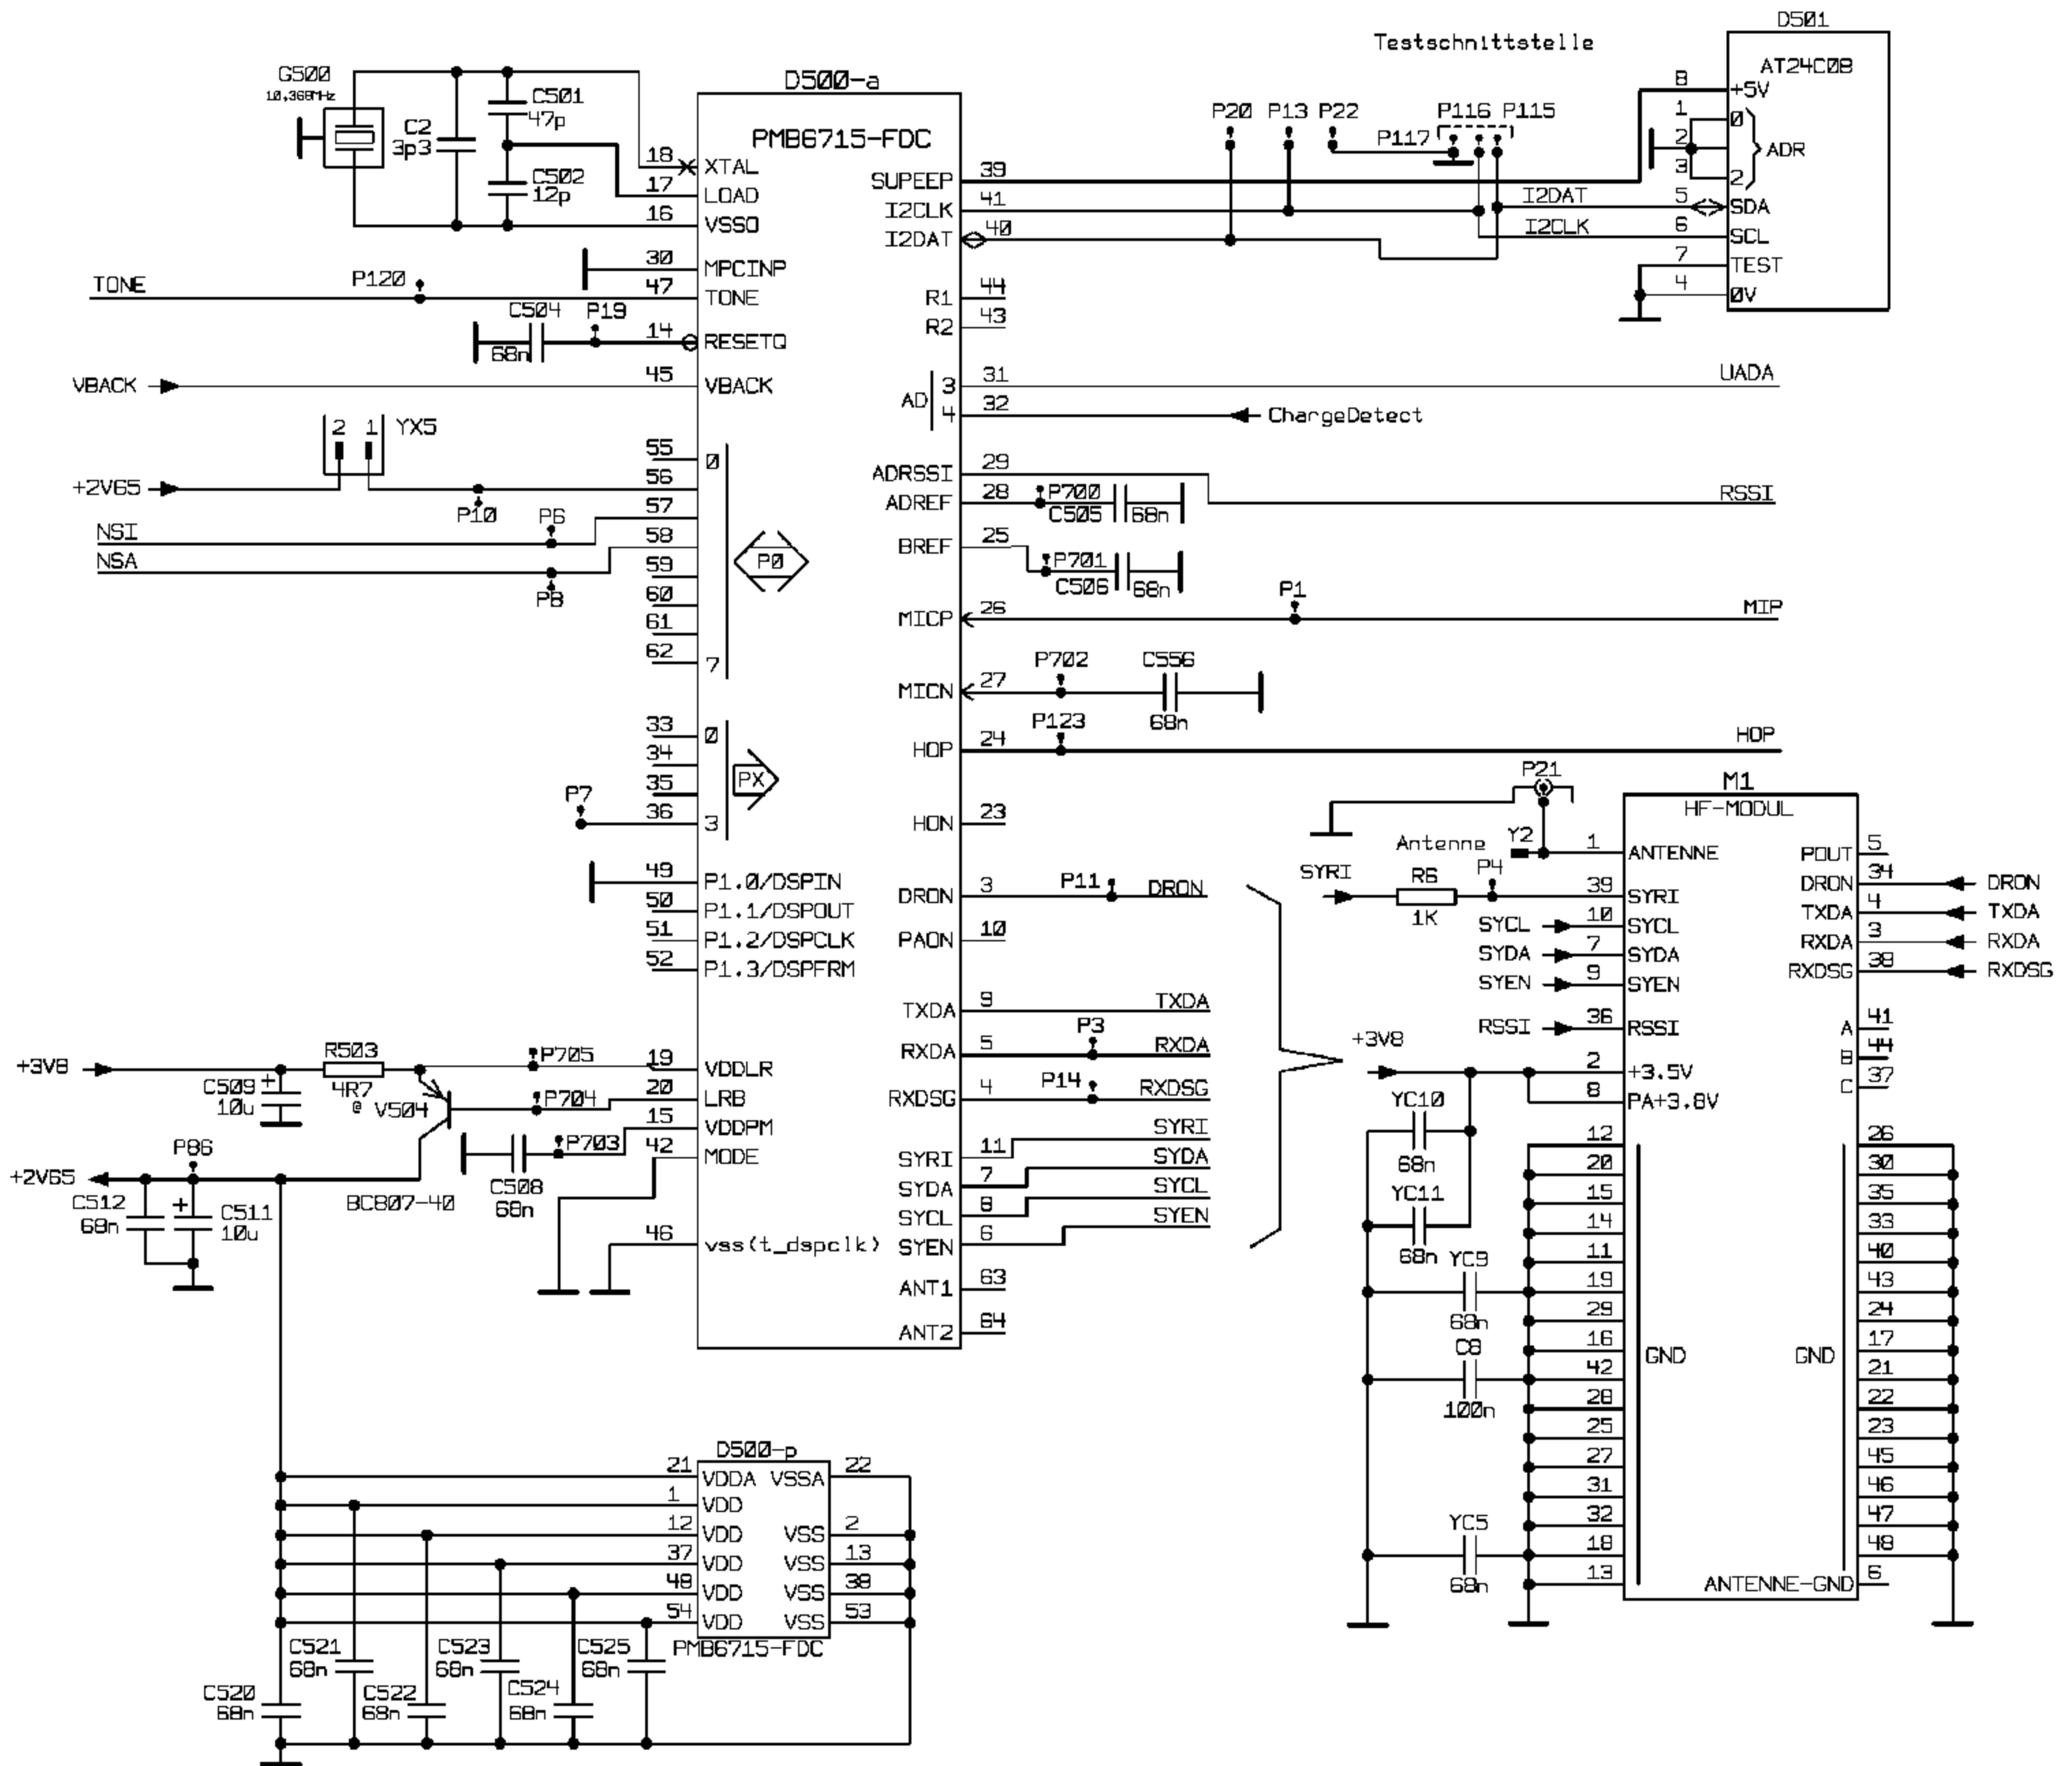 D501
Testschnittstelle
AT24C08
G500
10,368MHz
D500-a
C501
47p
C2
3p3
C502
12p
PMB6715-FDC
P20 P13 P22 P116 P115
P117
8 +5V
1 0
2
3 2
ADR
I2DAT 5 SDA
I2CLK 6 SCL
7 TEST
4 0V
18 XTAL
17 LOAD
16 VSSO
30 MPCINP
TONE P120 47 TONE
C504 P19
68n
14 RESETQ
VBACK 45 VBACK
2 1 YX5
+2V65
P10
NSI P6
NSA
P8
55 0
56
57
58
59
60
61
62 7
P0
33 0
34
35
P7 36 3
PX
49 P1.0/DSPIN
50 P1.1/DSPOUT
51 P1.2/DSPCLK
52 P1.3/DSPFRM
+3V8
R503
4R7
@ V504
C509 +
10u
P705 19 VDDLR
P704 20 LRB
P703 15 VDDPM
42 MODE
+2V65
P86
C512
68n
+
C511
10u
BC807-40
C508
68n
46 vss(t_dspclk)
SUPEEP 39
I2CLK 41
I2DAT 40
R1 44
R2 43
AD 3 31 UADA
4 32 ChargeDetect
ADRSSI 29
ADREF 28 P700 RSSI
C505 68n
BREF 25
P701
C506 68n
MICP 26 P1 MIP
MICN 27 P702 C556
68n
HOP 24 P123 HOP
HON 23
DRON 3 P11 DRON
PAON 10
TXDA 9 TXDA
RXDA 5 P3 RXDA
RXDSG 4 P14 RXDSG
SYRI 11 SYRI
SYDA 7 SYDA
SYCL 8 SYCL
SYEN 6 SYEN
ANT1 63
ANT2 64
P21
M1
HF-MODUL
Antenne Y2 1 ANTENNE
SYRI R6 P4 39 SYRI
1K
SYCL 10 SYCL
SYDA 7 SYDA
SYEN 9 SYEN
RSSI 36 RSSI
+3V8
2 +3.5V
8 PA+3.8V
POUT 5
DRON 34 DRON
TXDA 4 TXDA
RXDA 3 RXDA
RXDSG 38 RXDSG
A 41
B 44
C 37
YC10
68n
YC11
68n
YC9
68n
C8
100n
YC5
68n
12
20
15
14
11
19
29
16
42
28
25
27
31
32
18
13
GND GND
26
30
35
33
40
43
24
17
21
22
23
45
46
47
48
ANTENNE-GND 6
D500-p
21 VDDA VSSA 22
1 VDD
12 VDD VSS 2
37 VDD VSS 13
48 VDD VSS 38
54 VDD VSS 53
PMB6715-FDC
C521
68n
C523
68n
C525
68n
C520
68n
C522
68n
C524
68n